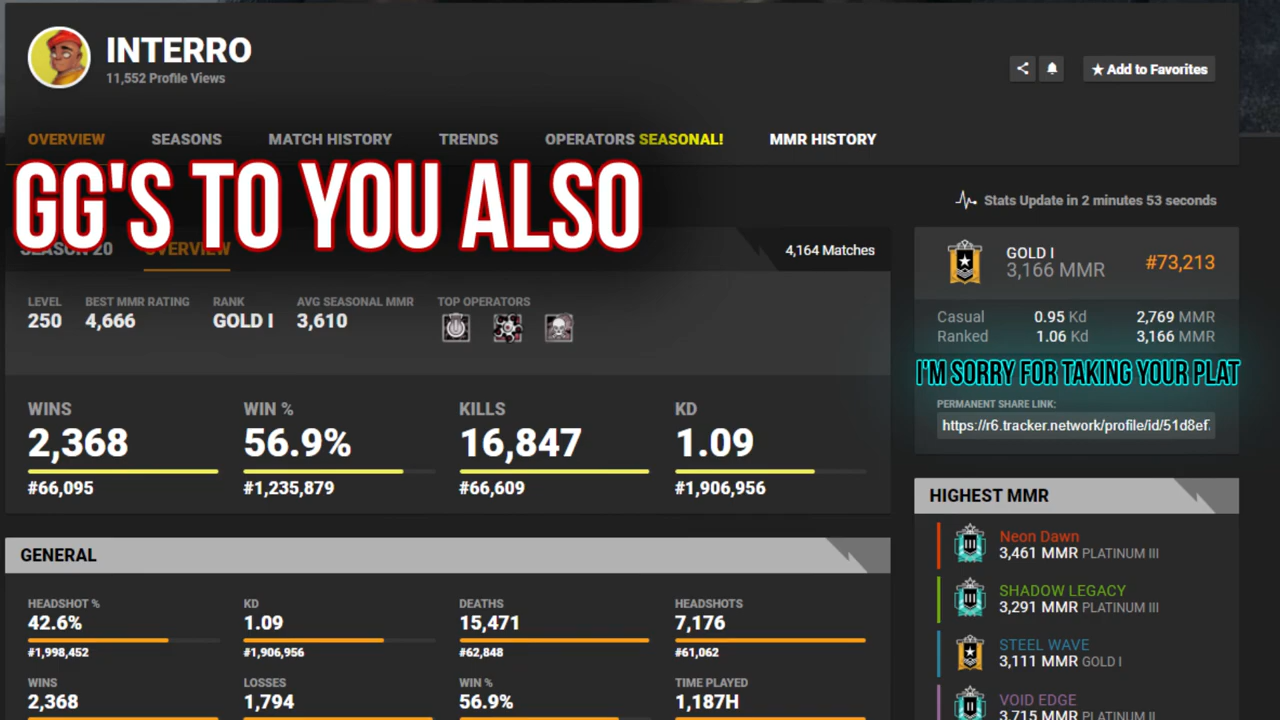 INTERRO
11,552 Profile Views
★ Add to Favorites
OVERVIEW SEASONS MATCH HISTORY TRENDS OPERATORS SEASONAL! MMR HISTORY
GG'S TO YOU ALSO
Stats Update in 2 minutes 53 seconds
SEASON 20 OVERVIEW
4,164 Matches
LEVEL BEST MMR RATING RANK AVG SEASONAL MMR TOP OPERATORS
250 4,666 GOLD I 3,610
WINS WIN % KILLS KD
2,368 56.9% 16,847 1.09
#66,095 #1,235,879 #66,609 #1,906,956
GENERAL
HEADSHOT % KD DEATHS HEADSHOTS
42.6% 1.09 15,471 7,176
#1,998,452 #1,906,956 #62,848 #61,062
WINS LOSSES WIN % TIME PLAYED
2,368 1,794 56.9% 1,187H
GOLD I
3,166 MMR
#73,213
Casual 0.95 Kd 2,769 MMR
Ranked 1.06 Kd 3,166 MMR
I'M SORRY FOR TAKING YOUR PLAT
PERMANENT SHARE LINK:
https://r6.tracker.network/profile/id/51d8ef
HIGHEST MMR
Neon Dawn
3,461 MMR PLATINUM III
SHADOW LEGACY
3,291 MMR PLATINUM III
STEEL WAVE
3,111 MMR GOLD I
VOID EDGE
3,715 MMR PLATINUM II